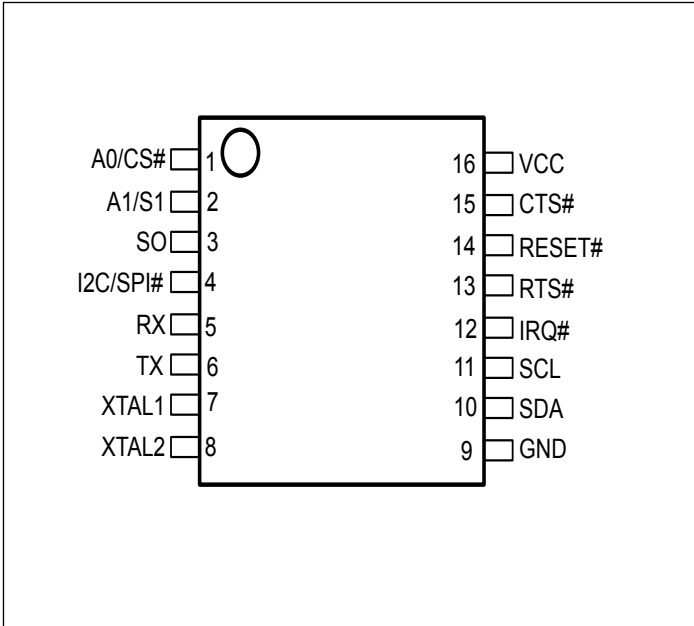 A0/CS# 1 16 VCC
A1/S1 2 15 CTS#
SO 3 14 RESET#
I2C/SPI# 4 13 RTS#
RX 5 12 IRQ#
TX 6 11 SCL
XTAL1 7 10 SDA
XTAL2 8 9 GND